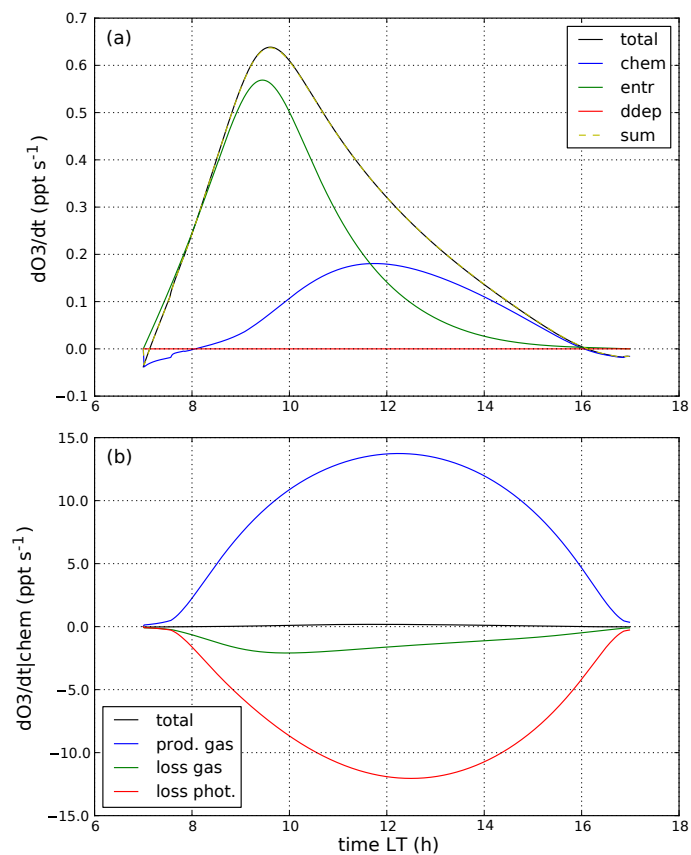 (a)
0.7
0.6
0.5
0.4
0.3
0.2
0.1
0.0
−0.1
dO3/dt (ppt s⁻¹)
total
chem
entr
ddep
sum
6 8 10 12 14 16 18
(b)
15.0
10.0
5.0
0.0
−5.0
−10.0
−15.0
dO3/dt|chem (ppt s⁻¹)
total
prod. gas
loss gas
loss phot.
6 8 10 12 14 16 18
time LT (h)